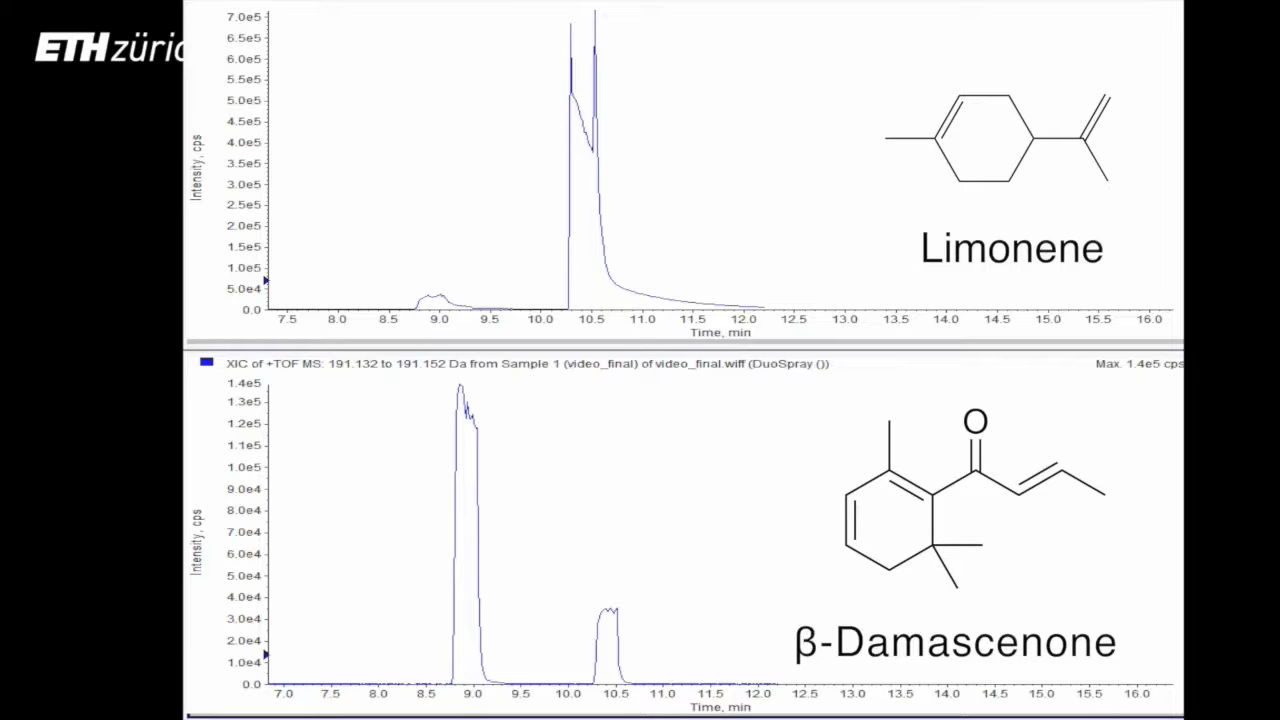 ETH züric
7.0e5
6.5e5
6.0e5
5.5e5
5.0e5
4.5e5
4.0e5
3.5e5
3.0e5
2.5e5
2.0e5
1.5e5
1.0e5
5.0e4
0.0
Intensity, cps
7.5 8.0 8.5 9.0 9.5 10.0 10.5 11.0 11.5 12.0 12.5 13.0 13.5 14.0 14.5 15.0 15.5 16.0
Time, min
Limonene
XIC of +TOF MS: 191.132 to 191.152 Da from Sample 1 (video_final) of video_final.wiff (DuoSpray ()) Max. 1.4e5 cps
1.4e5
1.3e5
1.2e5
1.1e5
1.0e5
9.0e4
8.0e4
7.0e4
6.0e4
5.0e4
4.0e4
3.0e4
2.0e4
1.0e4
0.0
Intensity, cps
7.0 7.5 8.0 8.5 9.0 9.5 10.0 10.5 11.0 11.5 12.0 12.5 13.0 13.5 14.0 14.5 15.0 15.5 16.0
Time, min
O
β-Damascenone